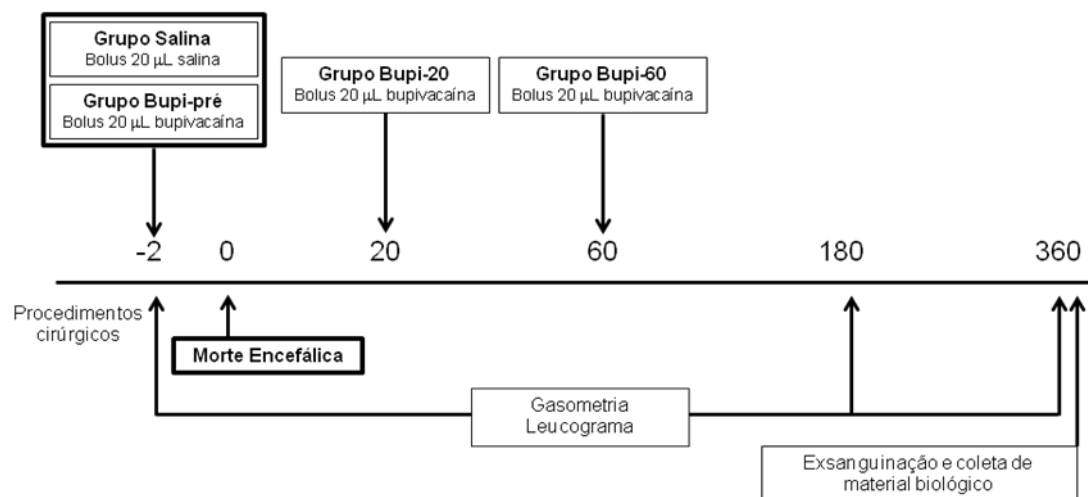 Grupo Salina
Bolus 20 µL salina
Grupo Bupi-pré
Bolus 20 µL bupivacaína
Grupo Bupi-20
Bolus 20 µL bupivacaína
Grupo Bupi-60
Bolus 20 µL bupivacaína
-2
0
20
60
180
360
Procedimentos
cirúrgicos
Morte Encefálica
Gasometria
Leucograma
Exsanguinação e coleta de
material biológico